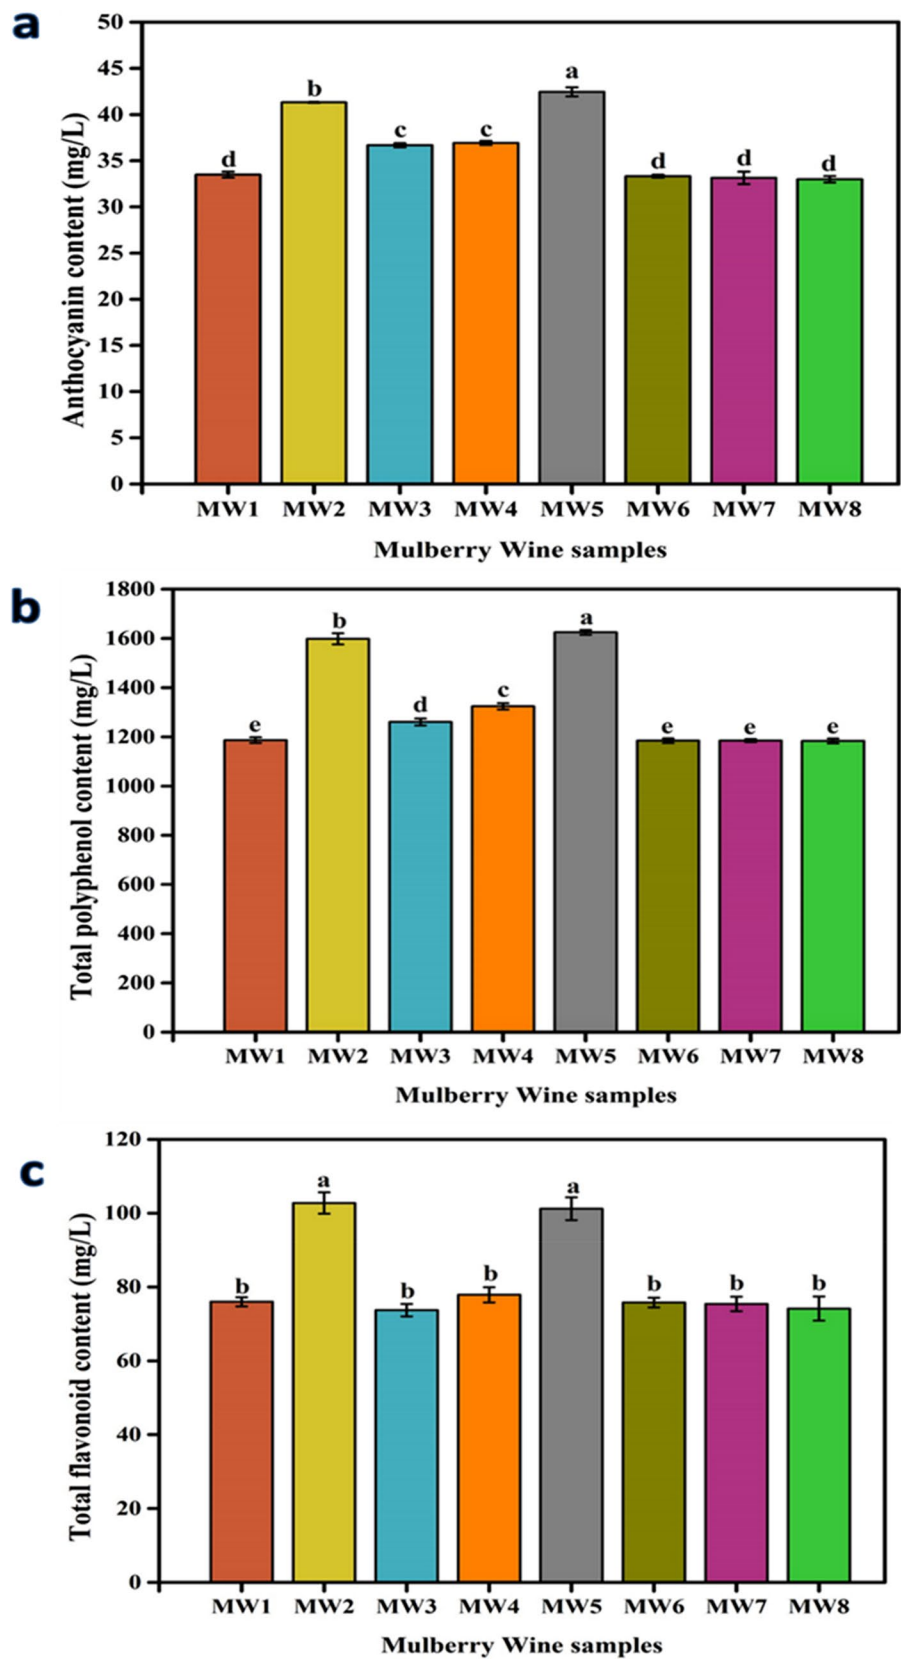 a
50
45
40
35
30
25
20
15
10
5
0
Anthocyanin content (mg/L)
d b c c a d d d
MW1 MW2 MW3 MW4 MW5 MW6 MW7 MW8
Mulberry Wine samples
b
1800
1600
1400
1200
1000
800
600
400
200
0
Total polyphenol content (mg/L)
e b d c a e e e
MW1 MW2 MW3 MW4 MW5 MW6 MW7 MW8
Mulberry Wine samples
c
120
100
80
60
40
20
0
Total flavonoid content (mg/L)
b a b b a b b b
MW1 MW2 MW3 MW4 MW5 MW6 MW7 MW8
Mulberry Wine samples